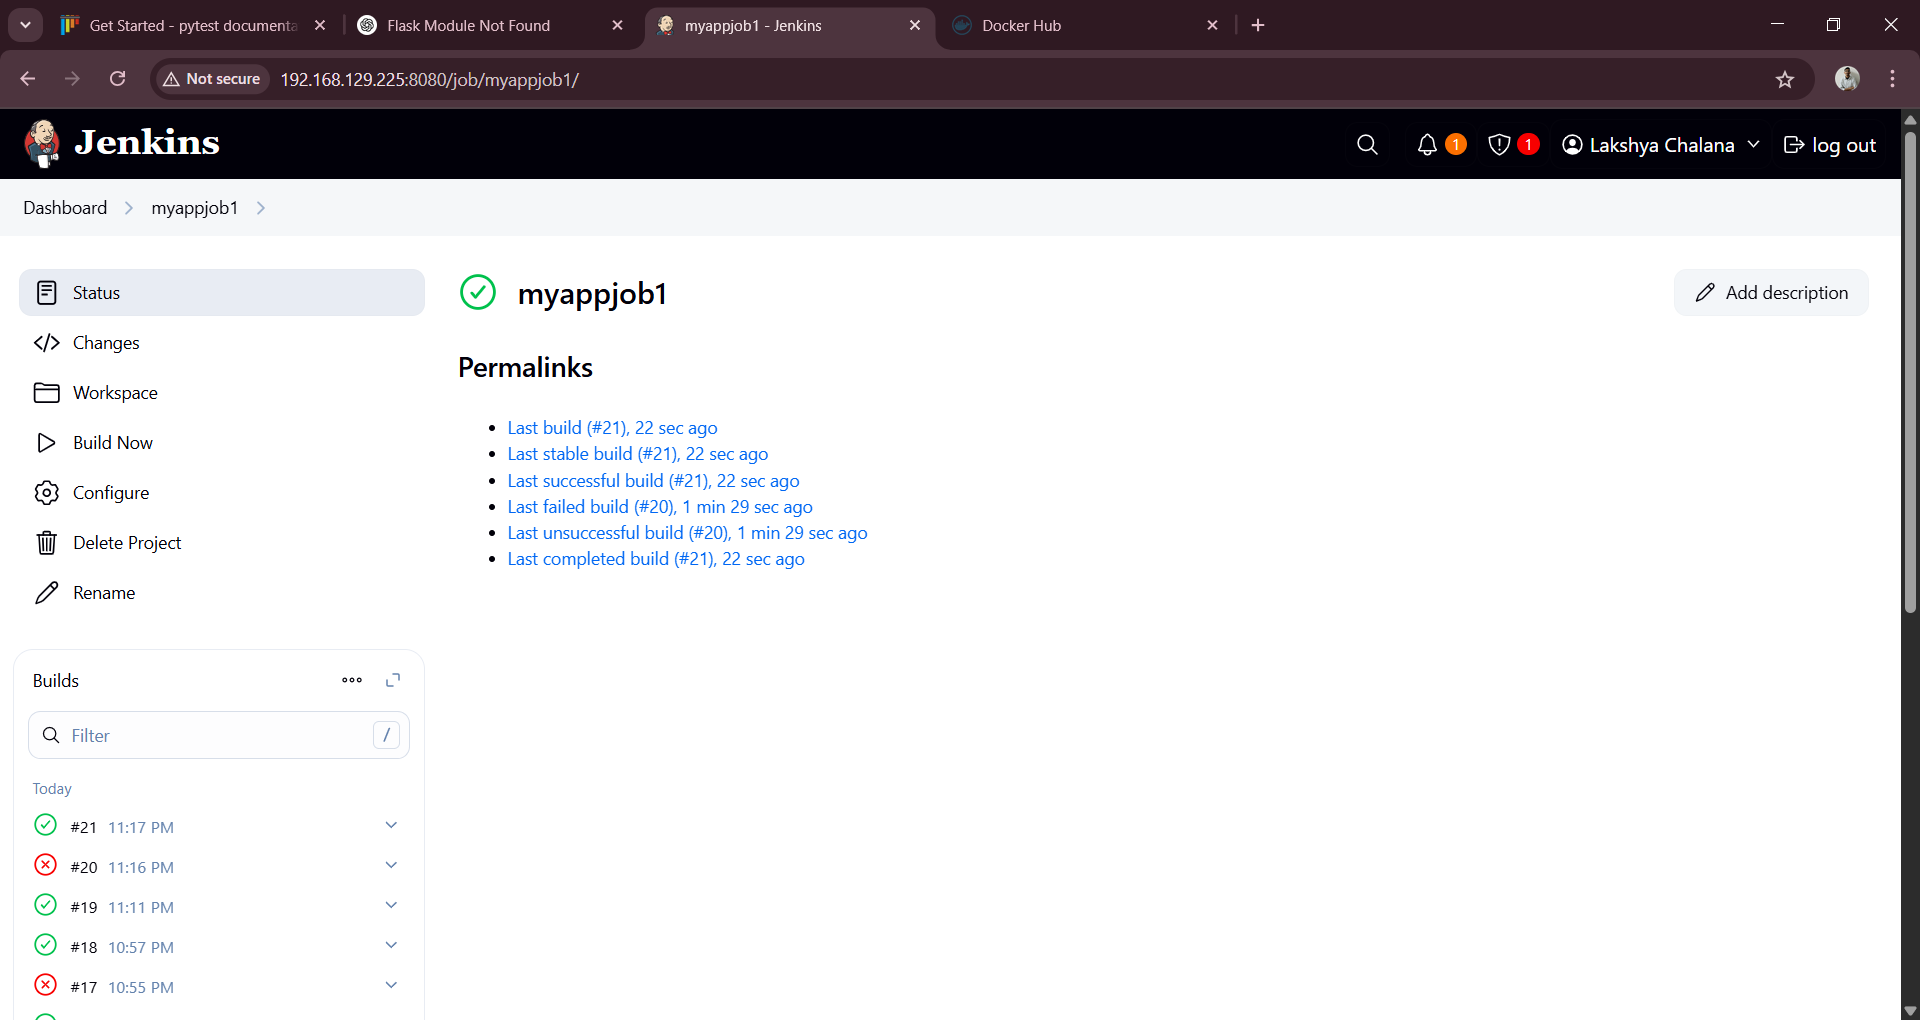 Get Started - pytest documenta
Flask Module Not Found
myappjob1 - Jenkins
Docker Hub
Not secure
192.168.129.225:8080/job/myappjob1/
Jenkins
1
1
Lakshya Chalana
log out
Dashboard
myappjob1
Status
Changes
Workspace
Build Now
Configure
Delete Project
Rename
myappjob1
Add description
Permalinks
Last build (#21), 22 sec ago
Last stable build (#21), 22 sec ago
Last successful build (#21), 22 sec ago
Last failed build (#20), 1 min 29 sec ago
Last unsuccessful build (#20), 1 min 29 sec ago
Last completed build (#21), 22 sec ago
Builds
Filter
/
Today
#21 11:17 PM
#20 11:16 PM
#19 11:11 PM
#18 10:57 PM
#17 10:55 PM